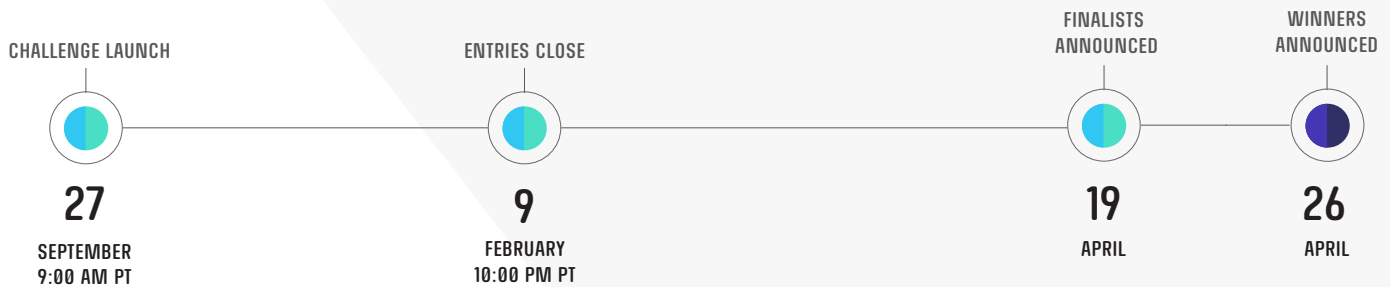 CHALLENGE LAUNCH
27
SEPTEMBER
9:00 AM PT
ENTRIES CLOSE
9
FEBRUARY
10:00 PM PT
FINALISTS
ANNOUNCED
19
APRIL
WINNERS
ANNOUNCED
26
APRIL